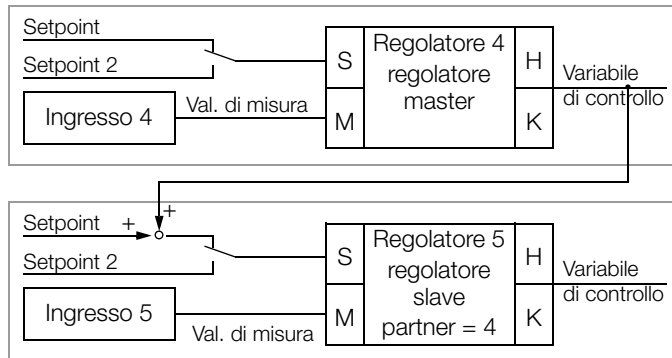 Setpoint
Setpoint 2
Ingresso 4
Val. di misura
S
M
Regolatore 4
regolatore
master
H
K
Variabile
di controllo
Setpoint
+
+
Setpoint 2
Ingresso 5
Val. di misura
S
M
Regolatore 5
regolatore
slave
partner = 4
H
K
Variabile
di controllo